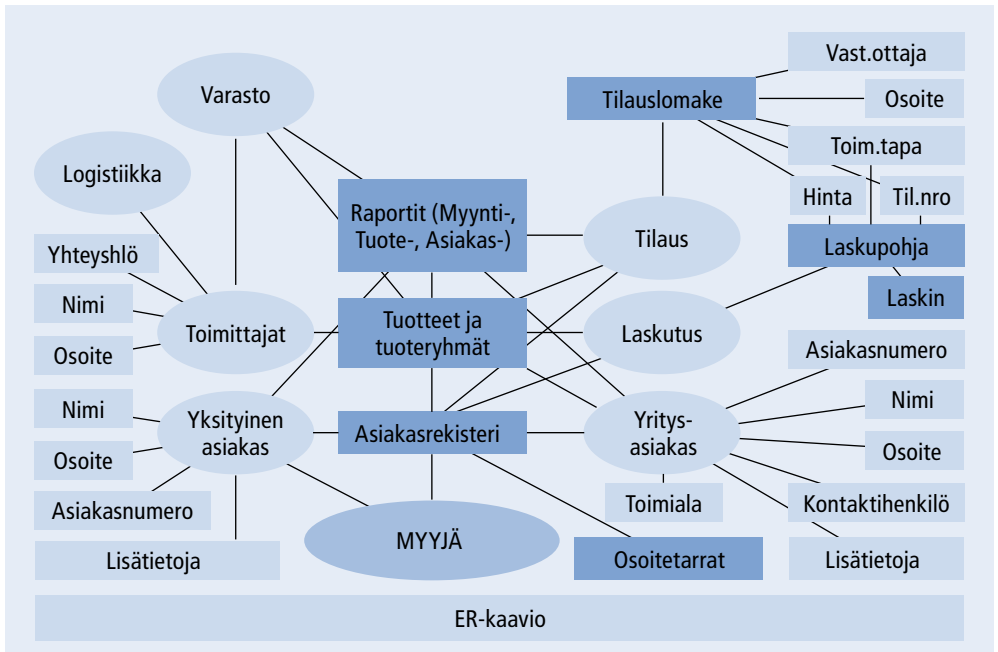 Vast.ottaja
Varasto
Tilauslomake
Osoite
Toim.tapa
Logistiikka
Hinta
Til.nro
Raportit (Myynti-,
Tuote-, Asiakas-)
Tilaus
Yhteyshlö
Laskupohja
Nimi
Laskin
Toimittajat
Tuotteet ja
tuoteryhmät
Laskutus
Osoite
Asiakasnumero
Nimi
Nimi
Yksityinen
asiakas
Asiakasrekisteri
Yritys-
asiakas
Osoite
Osoite
Asiakasnumero
Toimiala
Kontaktihenkilö
MYYJÄ
Lisätietoja
Osoitetarrat
Lisätietoja
ER-kaavio